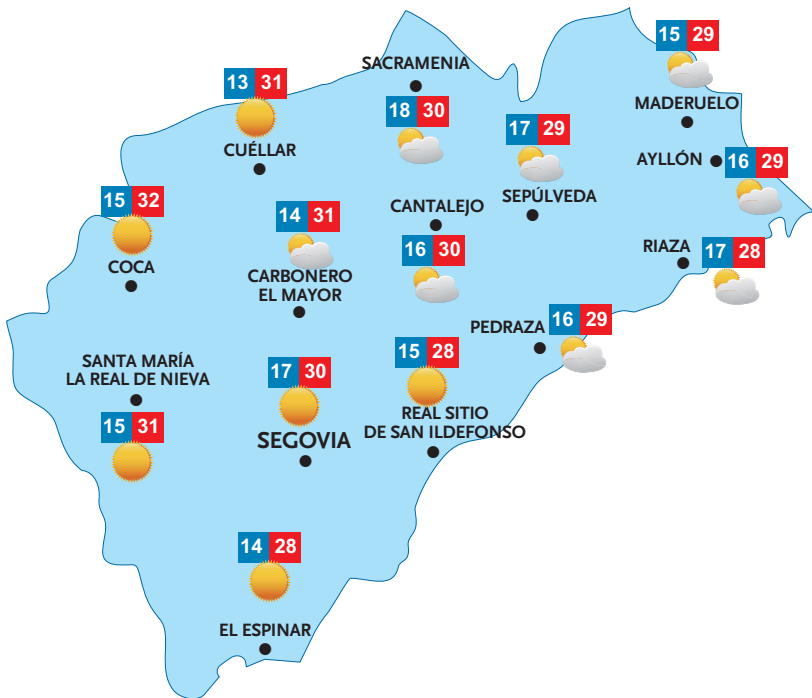 15 29
MADERUELO
SACRAMENIA
18 30
13 31
CUÉLLAR
17 29
SEPÚLVEDA
AYLLÓN
16 29
15 32
COCA
14 31
CARBONERO
EL MAYOR
CANTALEJO
16 30
RIAZA
17 28
PEDRAZA
16 29
SANTA MARÍA
LA REAL DE NIEVA
15 31
17 30
SEGOVIA
15 28
REAL SITIO
DE SAN ILDEFONSO
14 28
EL ESPINAR